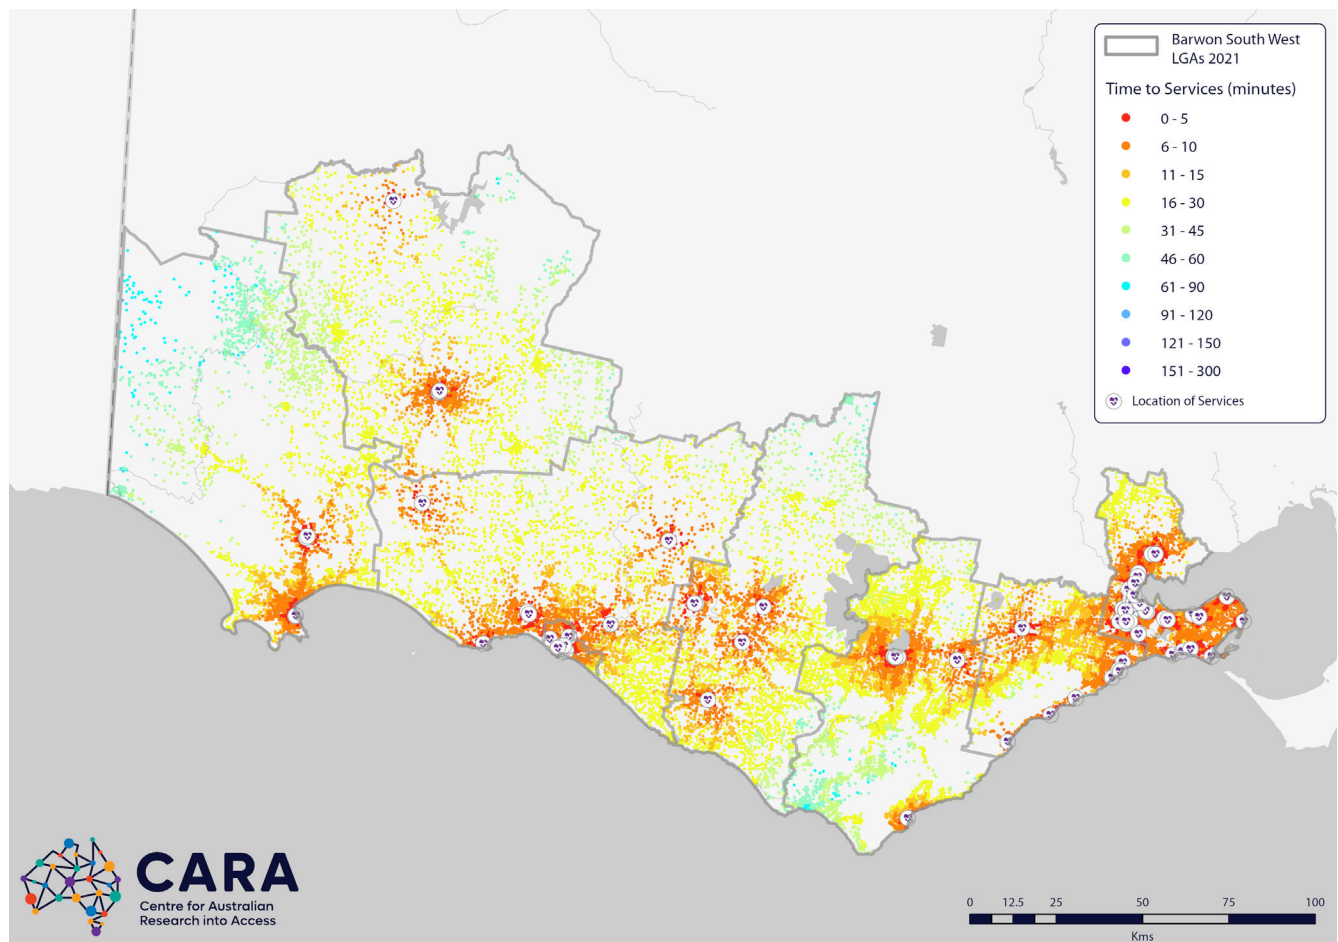 Barwon South West
LGAs 2021
Time to Services (minutes)
0 - 5
6 - 10
11 - 15
16 - 30
31 - 45
46 - 60
61 - 90
91 - 120
121 - 150
151 - 300
Location of Services
CARA
Centre for Australian
Research into Access
0 12.5 25 50 75 100
Kms